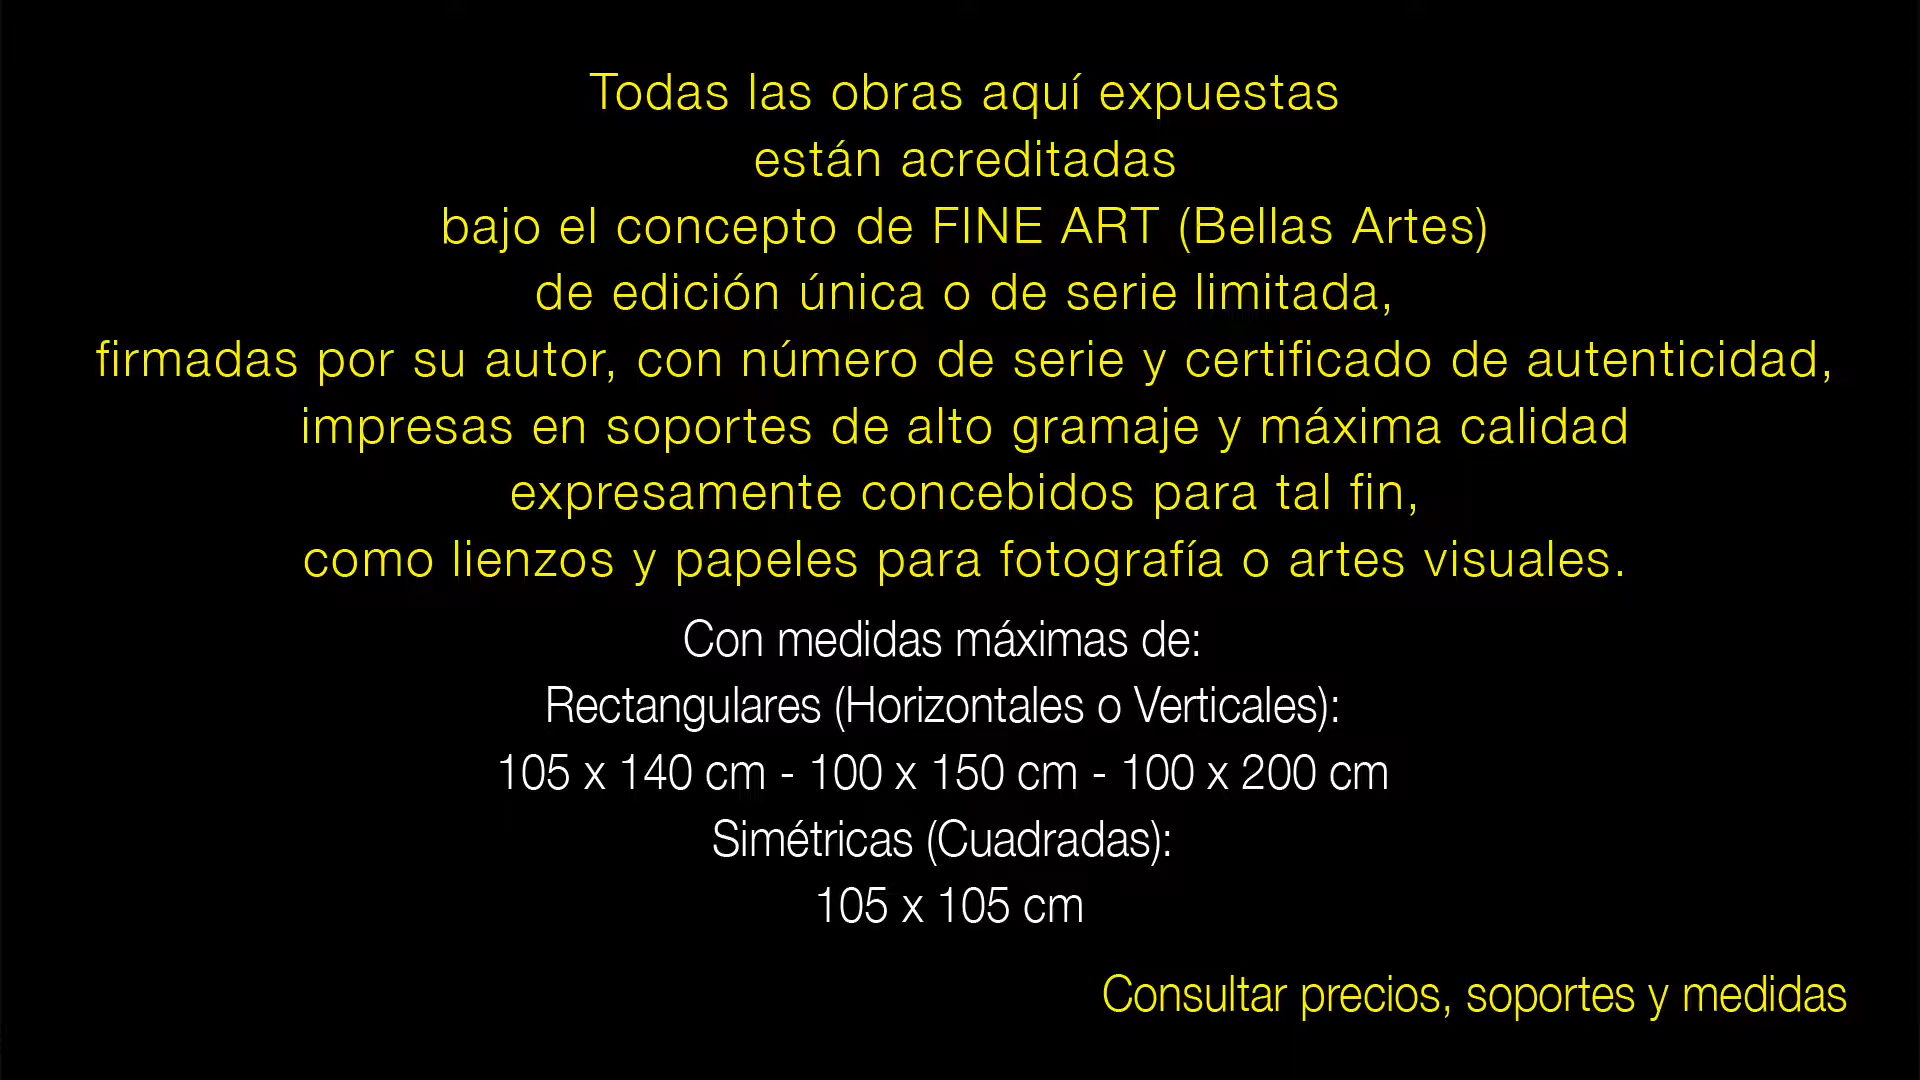 Todas las obras aquí expuestas
están acreditadas
bajo el concepto de FINE ART (Bellas Artes)
de edición única o de serie limitada,
firmadas por su autor, con número de serie y certificado de autenticidad,
impresas en soportes de alto gramaje y máxima calidad
expresamente concebidos para tal fin,
como lienzos y papeles para fotografía o artes visuales.
Con medidas máximas de:
Rectangulares (Horizontales o Verticales):
105 x 140 cm - 100 x 150 cm - 100 x 200 cm
Simétricas (Cuadradas):
105 x 105 cm
Consultar precios, soportes y medidas